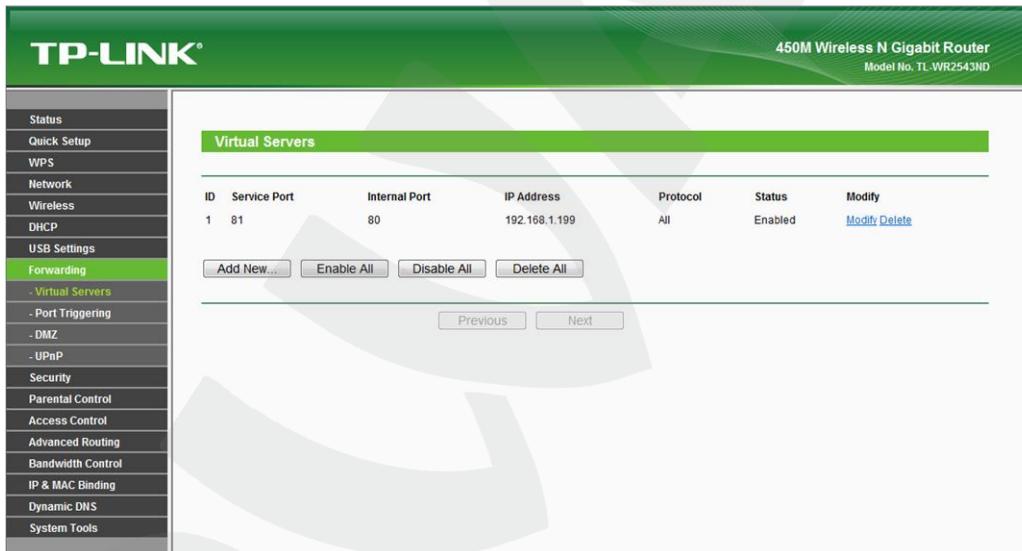 TP-LINK®
450M Wireless N Gigabit Router
Model No. TL-WR2543ND
Status
Quick Setup
WPS
Network
Wireless
DHCP
USB Settings
Forwarding
- Virtual Servers
- Port Triggering
- DMZ
- UPnP
Security
Parental Control
Access Control
Advanced Routing
Bandwidth Control
IP & MAC Binding
Dynamic DNS
System Tools
Virtual Servers
ID Service Port Internal Port IP Address Protocol Status Modify
1 81 80 192.168.1.199 All Enabled Modify Delete
Add New... Enable All Disable All Delete All
Previous Next